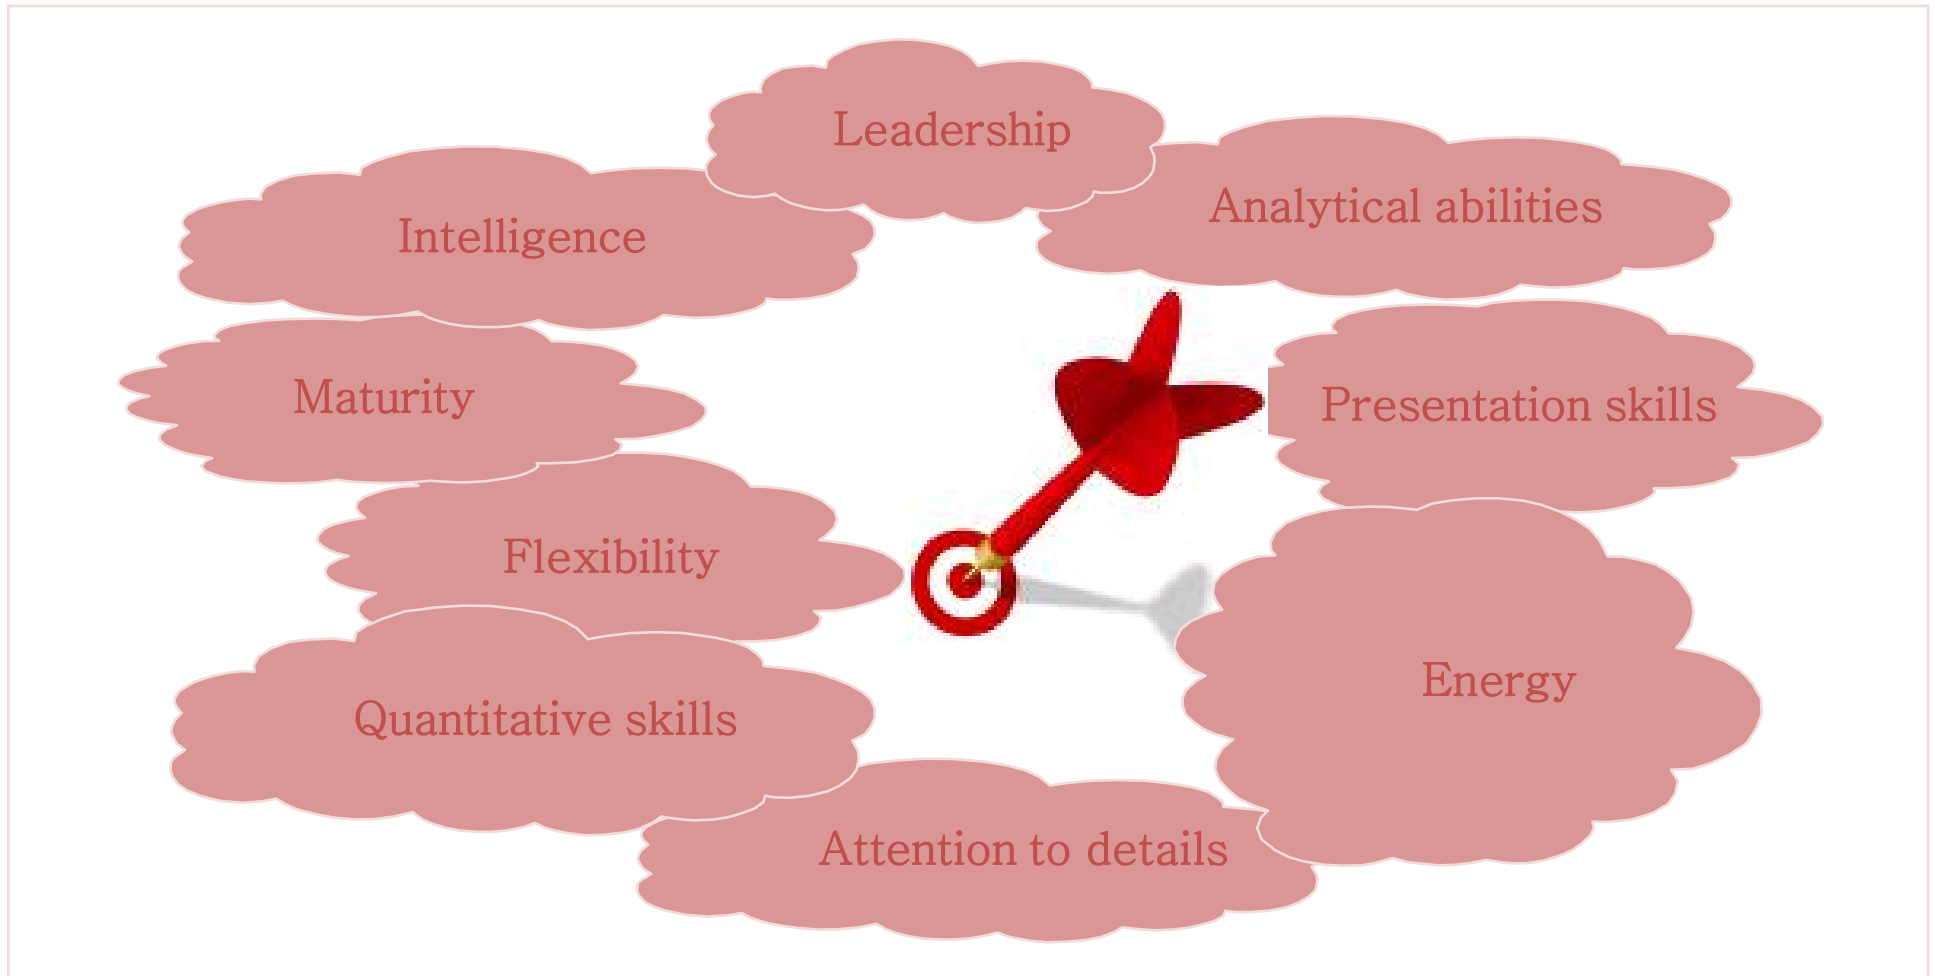 Leadership
Analytical abilities
Intelligence
Maturity
Presentation skills
Flexibility
Energy
Quantitative skills
Attention to details